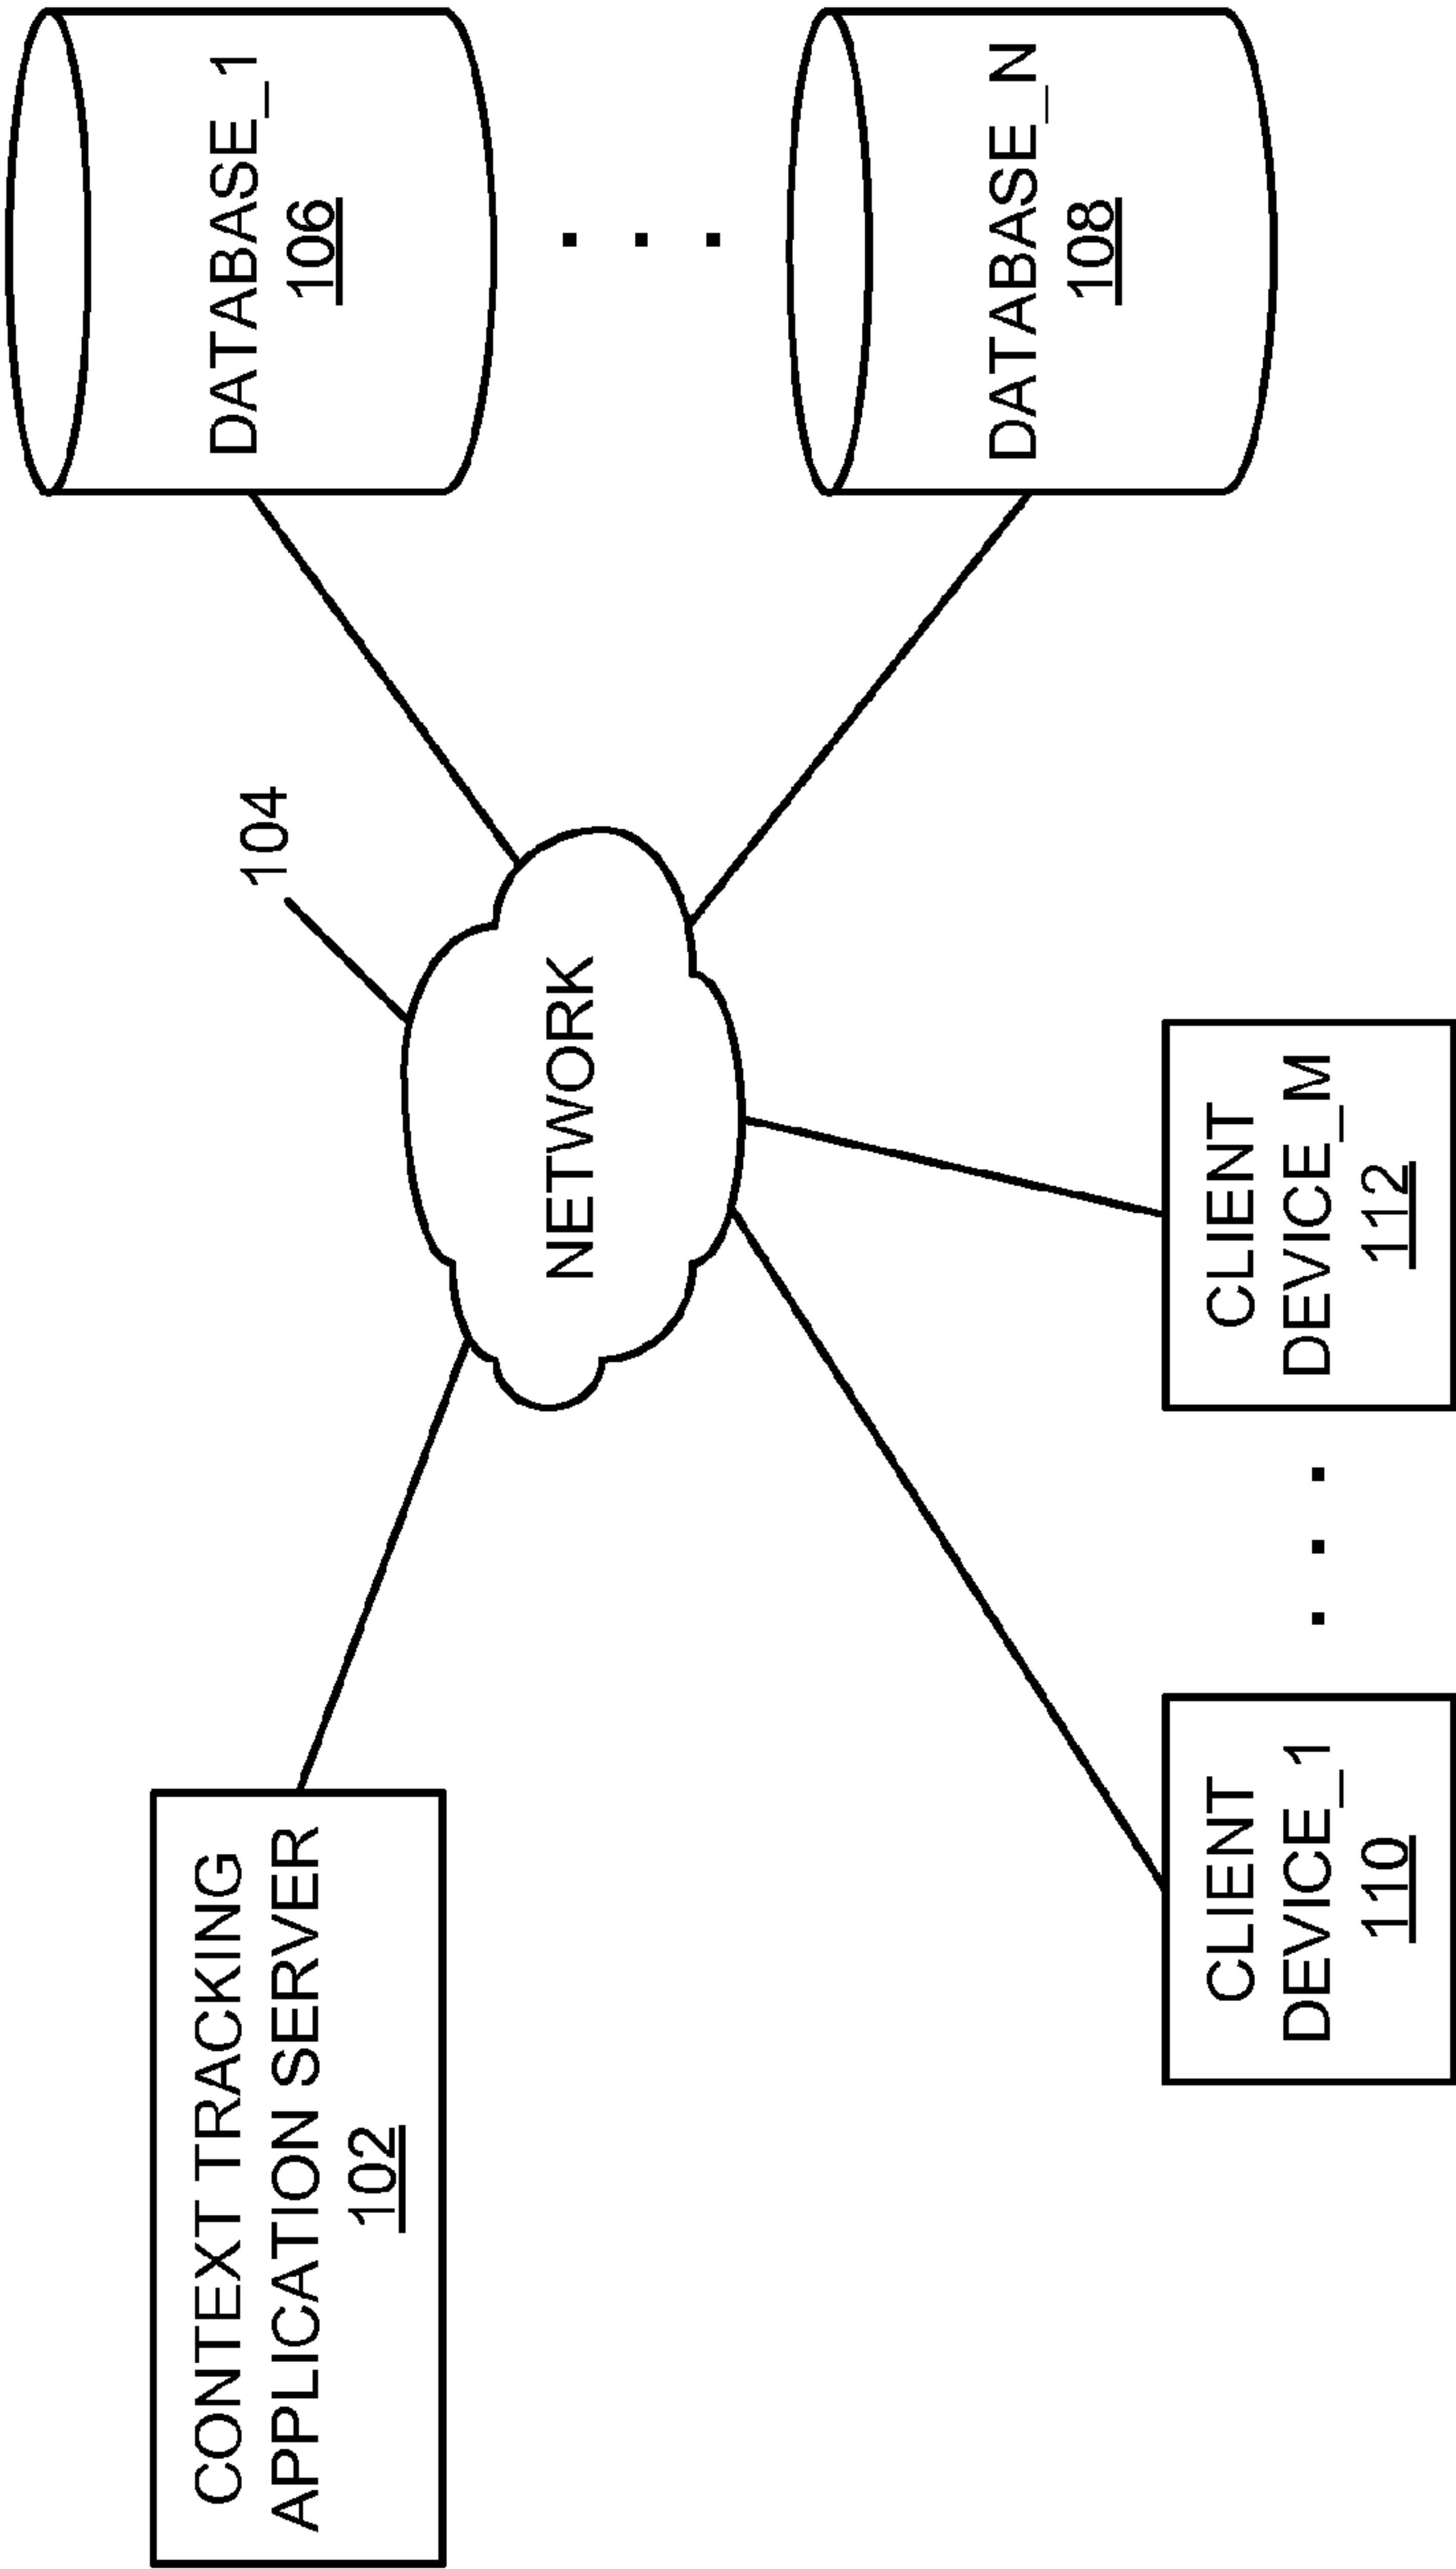 CONTEXT TRACKING
APPLICATION SERVER
102
104
NETWORK
DATABASE_1
106
DATABASE_N
108
CLIENT
DEVICE_1
110
CLIENT
DEVICE_M
112